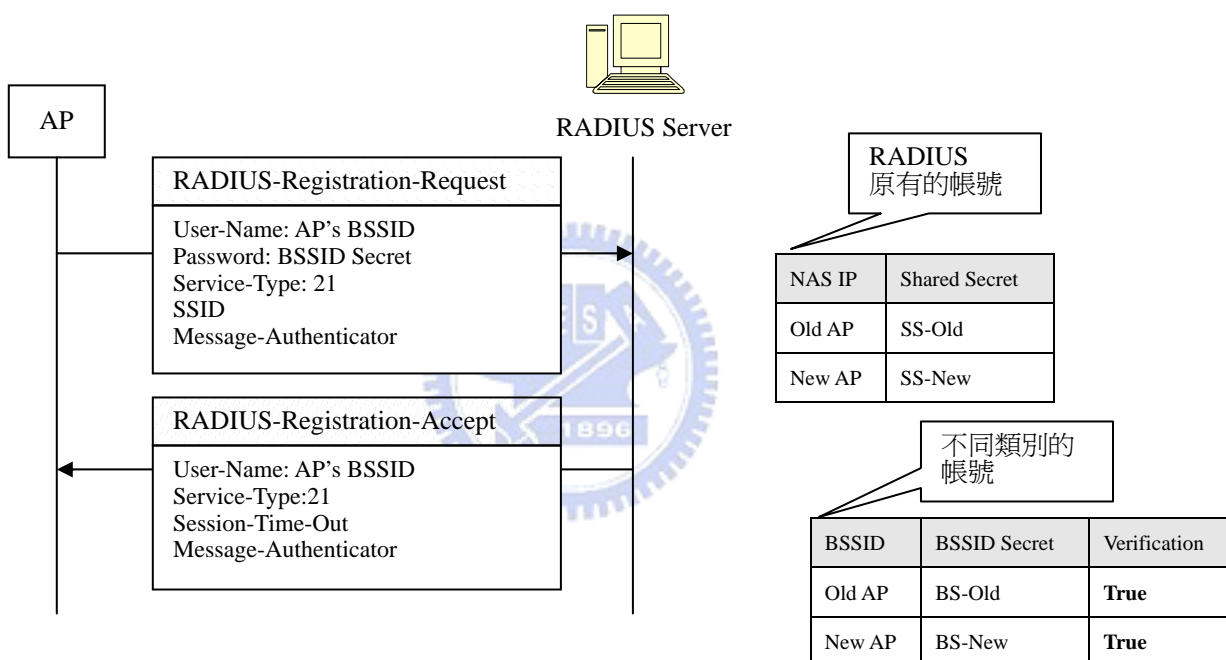 AP
RADIUS Server
RADIUS-Registration-Request
User-Name: AP's BSSID
Password: BSSID Secret
Service-Type: 21
SSID
Message-Authenticator
RADIUS-Registration-Accept
User-Name: AP's BSSID
Service-Type:21
Session-Time-Out
Message-Authenticator
RADIUS
原有的帳號
NAS IP Shared Secret
Old AP SS-Old
New AP SS-New
不同類別的
帳號
BSSID BSSID Secret Verification
Old AP BS-Old True
New AP BS-New True
ES
1896